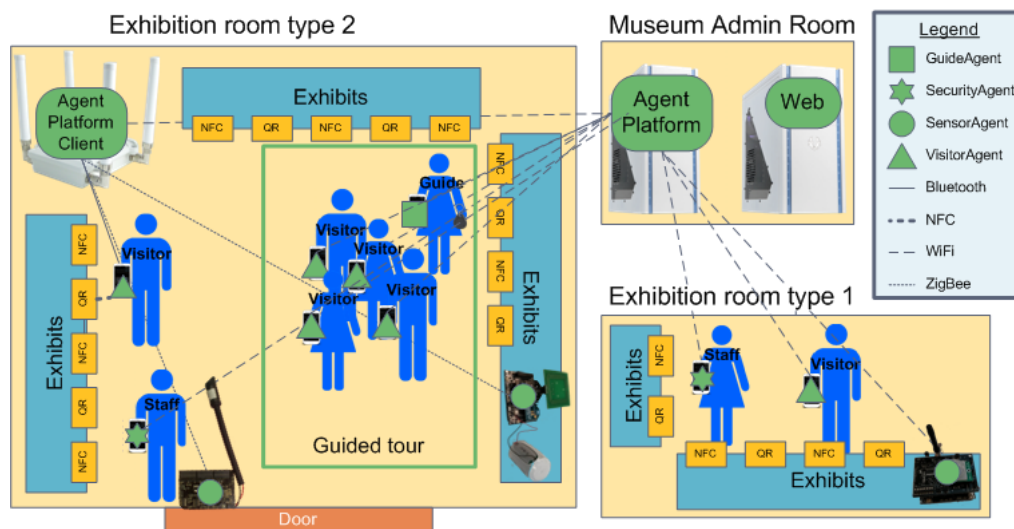 Exhibition room type 2
Agent
Platform
Client
Exhibits
NFC
QR
NFC
QR
NFC
Guide
Visitor
Visitor
Visitor
Visitor
Guided tour
NFC
QR
NFC
QR
Exhibits
Visitor
Exhibits
NFC
QR
NFC
QR
NFC
Staff
Door
Museum Admin Room
Agent
Platform
Web
Exhibition room type 1
Exhibits
NFC
QR
Staff
Visitor
NFC
QR
NFC
QR
Exhibits
Legend
GuideAgent
SecurityAgent
SensorAgent
VisitorAgent
Bluetooth
NFC
WiFi
ZigBee